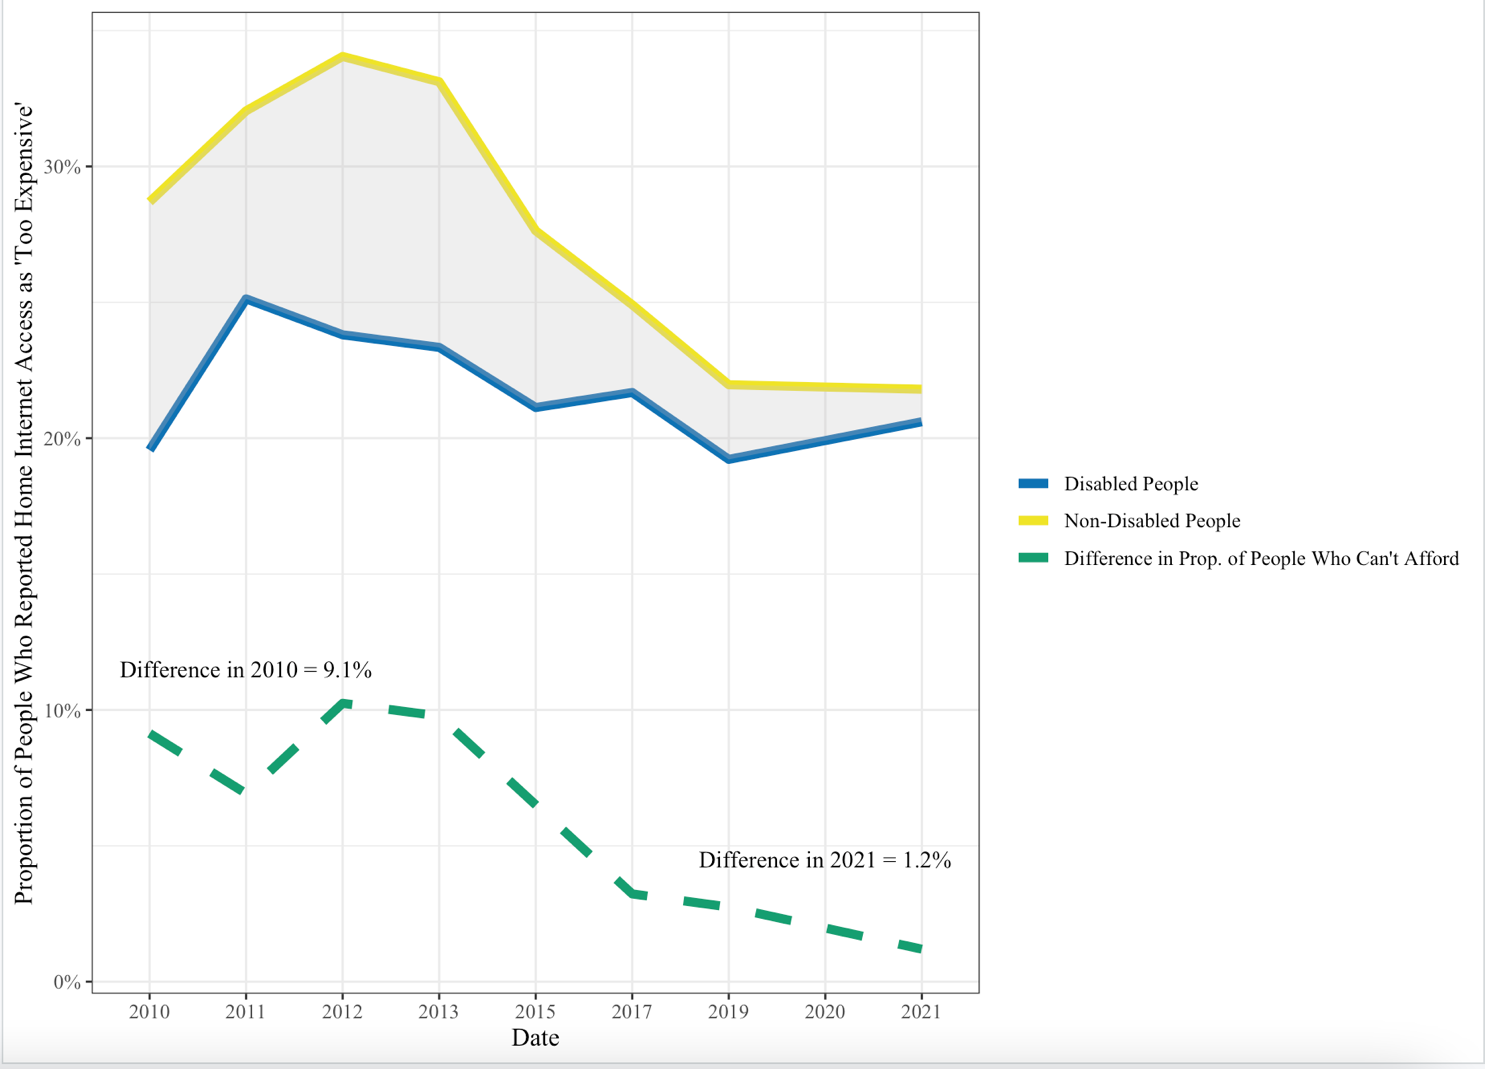 Proportion of People Who Reported Home Internet Access as 'Too Expensive'
30%
20%
10%
0%
Difference in 2010 = 9.1%
Difference in 2021 = 1.2%
2010 2011 2012 2013 2015 2017 2019 2020 2021
Date
Disabled People
Non-Disabled People
Difference in Prop. of People Who Can't Afford